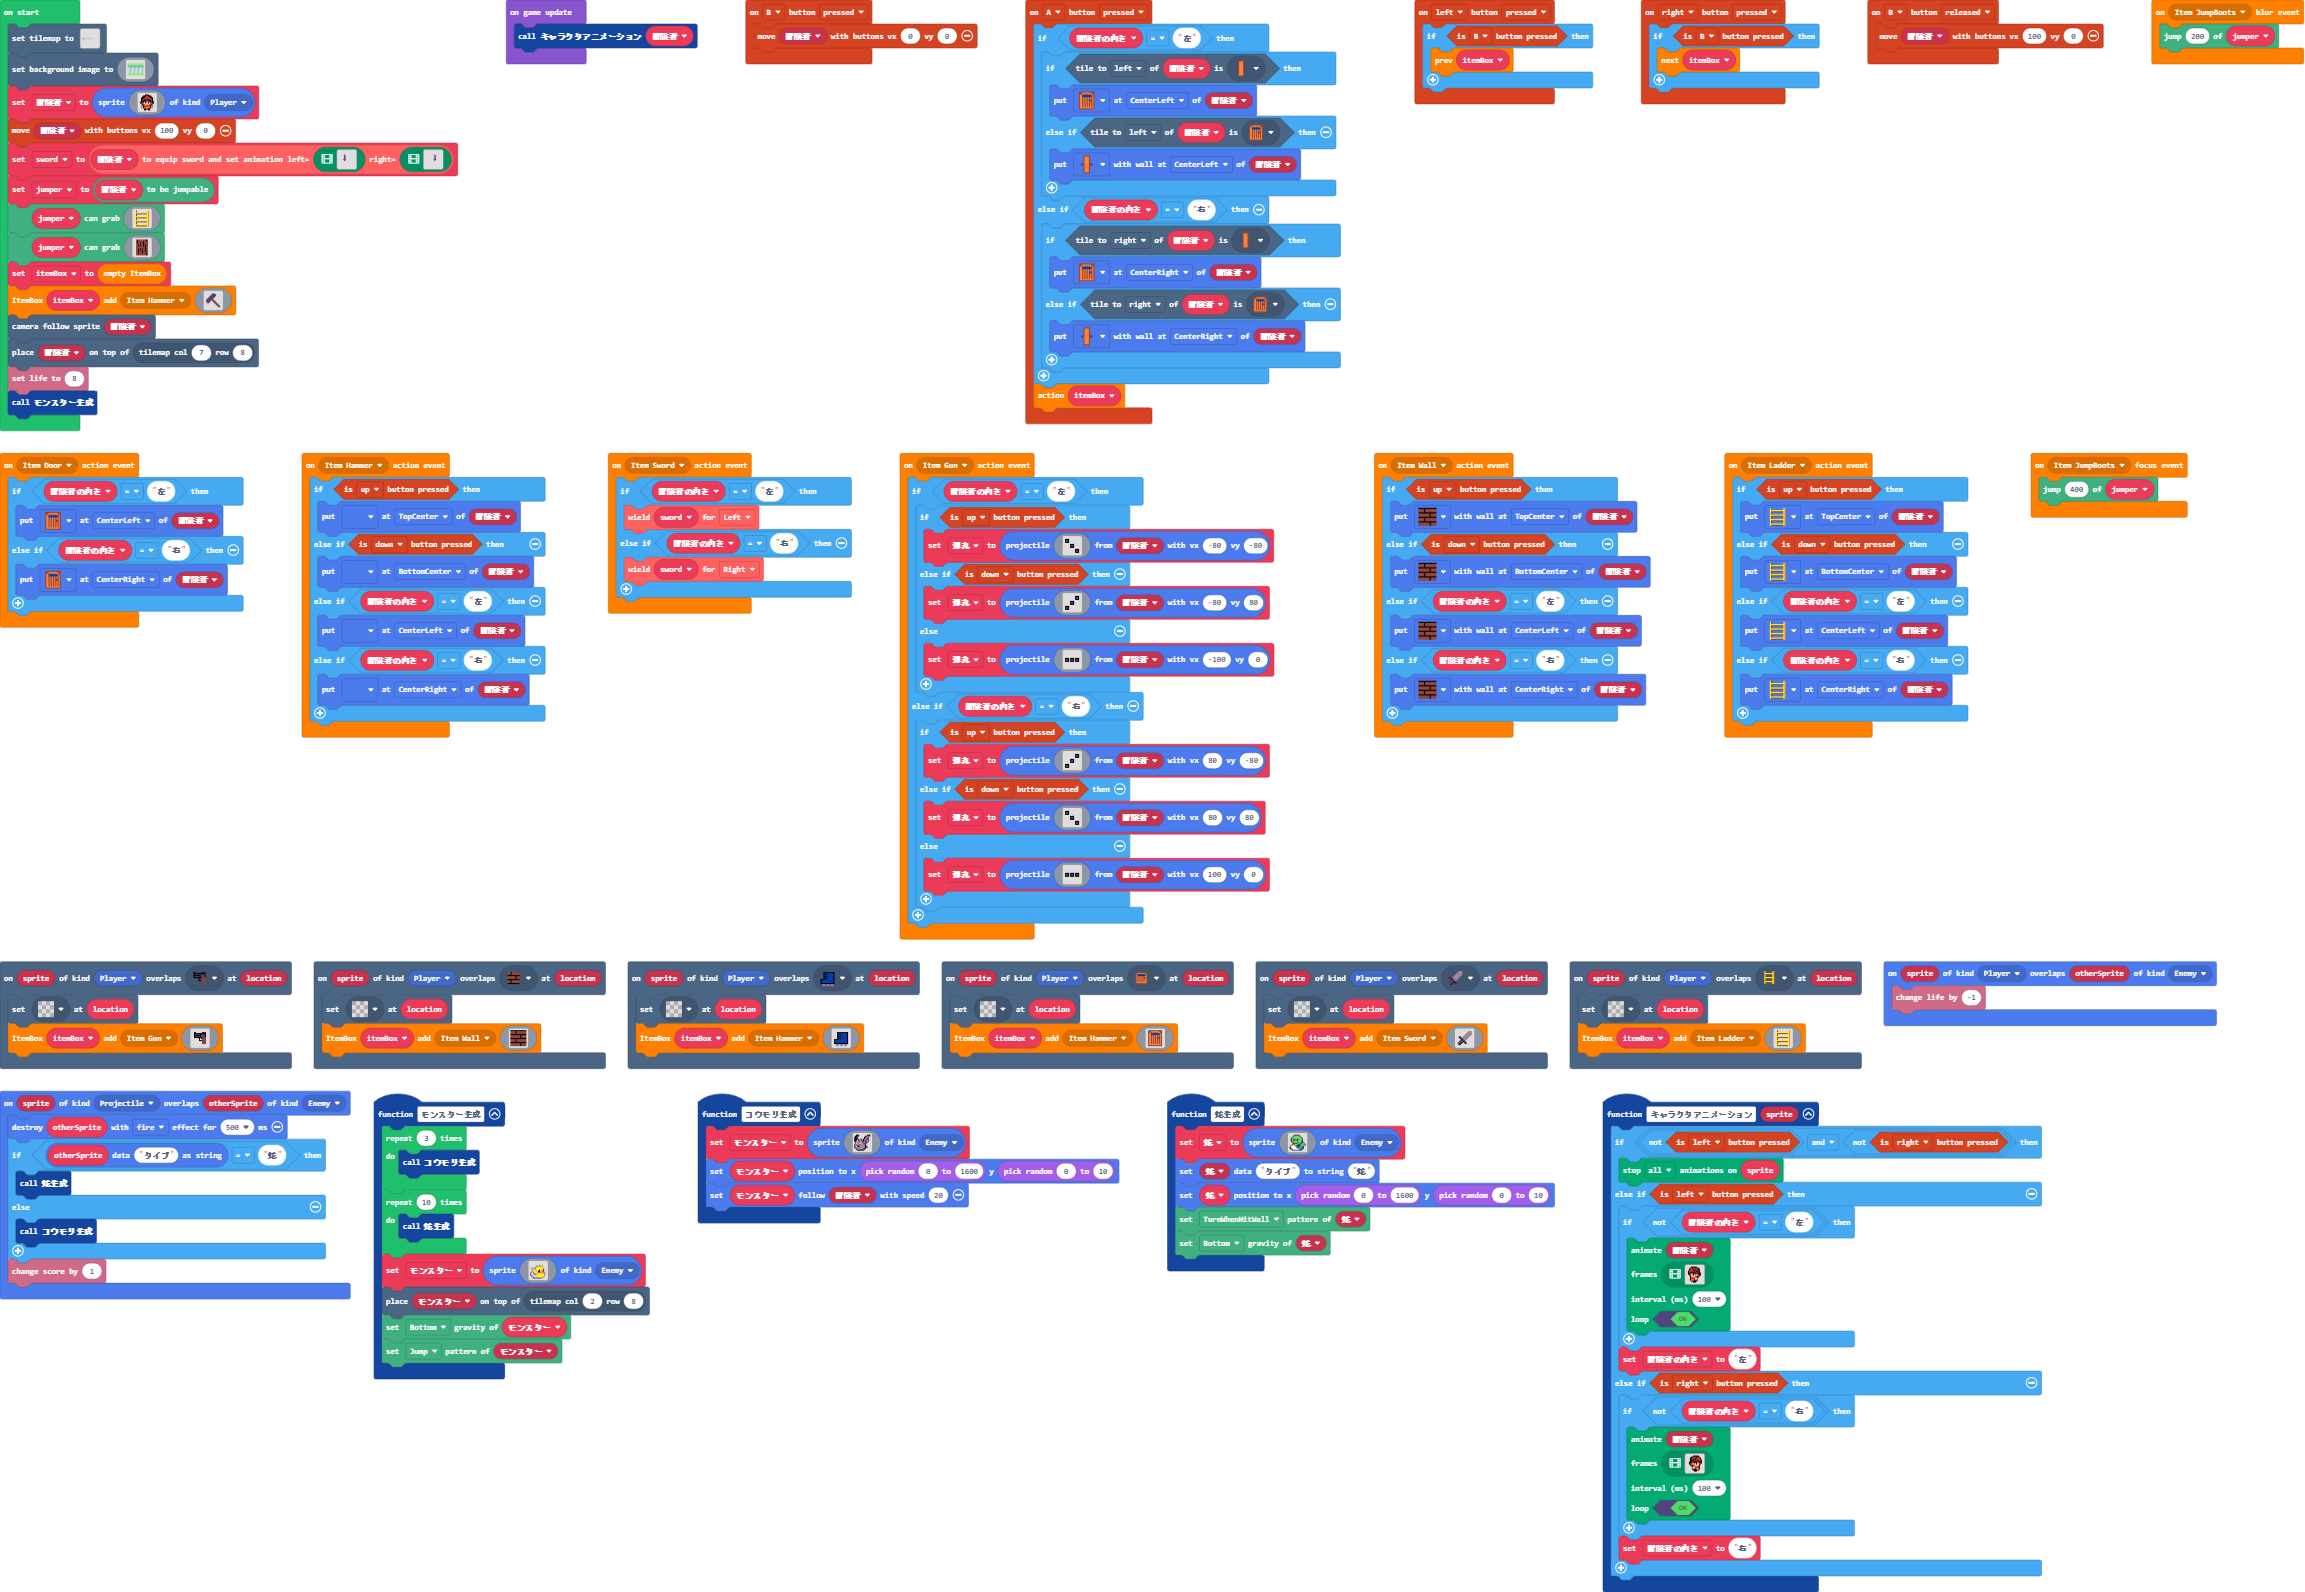 on start
set tilemap to
set background image to
set 冒険者 to sprite of kind Player
move 冒険者 with buttons vx 100 vy 0
set sword to 冒険者 to equip sword and set animation left= right=
set jumper to 冒険者 to be jumpable
jumper can grab
jumper can grab
set itemBox to empty ItemBox
ItemBox itemBox add Item Hammer
camera follow sprite 冒険者
place 冒険者 on top of tilemap col 7 row 8
set life to 8
call モンスター生成
on game update
call キャラクタアニメーション 冒険者
on B button pressed
move 冒険者 with buttons vx 0 vy 0
on A button pressed
if 冒険者の向き = "左" then
if tile to left of 冒険者 is then
put at CenterLeft of 冒険者
else if tile to left of 冒険者 is then
put with wall at CenterLeft of 冒険者
else if 冒険者の向き = "右" then
if tile to right of 冒険者 is then
put at CenterRight of 冒険者
else if tile to right of 冒険者 is then
put with wall at CenterRight of 冒険者
action itemBox
on left button pressed
if is B button pressed then
prev itemBox
on right button pressed
if is B button pressed then
next itemBox
on B button released
move 冒険者 with buttons vx 100 vy 0
on Item JumpBoots blur event
jump 200 of jumper
on Item Door action event
if 冒険者の向き = "左" then
put at CenterLeft of 冒険者
else if 冒険者の向き = "右" then
put at CenterRight of 冒険者
on Item Hammer action event
if is up button pressed then
put at TopCenter of 冒険者
else if is down button pressed then
put at BottomCenter of 冒険者
else if 冒険者の向き = "左" then
put at CenterLeft of 冒険者
else if 冒険者の向き = "右" then
put at CenterRight of 冒険者
on Item Sword action event
if 冒険者の向き = "左" then
wield sword for Left
else if 冒険者の向き = "右" then
wield sword for Right
on Item Gun action event
if 冒険者の向き = "左" then
if is up button pressed then
set 弾丸 to projectile from 冒険者 with vx -80 vy -80
else if is down button pressed then
set 弾丸 to projectile from 冒険者 with vx -80 vy 80
else
set 弾丸 to projectile from 冒険者 with vx -100 vy 0
else if 冒険者の向き = "右" then
if is up button pressed then
set 弾丸 to projectile from 冒険者 with vx 80 vy -80
else if is down button pressed then
set 弾丸 to projectile from 冒険者 with vx 80 vy 80
else
set 弾丸 to projectile from 冒険者 with vx 100 vy 0
on Item Wall action event
if is up button pressed then
put with wall at TopCenter of 冒険者
else if is down button pressed then
put with wall at BottomCenter of 冒険者
else if 冒険者の向き = "左" then
put with wall at CenterLeft of 冒険者
else if 冒険者の向き = "右" then
put with wall at CenterRight of 冒険者
on Item Ladder action event
if is up button pressed then
put at TopCenter of 冒険者
else if is down button pressed then
put at BottomCenter of 冒険者
else if 冒険者の向き = "左" then
put at CenterLeft of 冒険者
else if 冒険者の向き = "右" then
put at CenterRight of 冒険者
on Item JumpBoots focus event
jump 400 of jumper
on sprite of kind Player overlaps at location
set at location
ItemBox itemBox add Item Gun
on sprite of kind Player overlaps at location
set at location
ItemBox itemBox add Item Wall
on sprite of kind Player overlaps at location
set at location
ItemBox itemBox add Item Hammer
on sprite of kind Player overlaps at location
set at location
ItemBox itemBox add Item Hammer
on sprite of kind Player overlaps at location
set at location
ItemBox itemBox add Item Sword
on sprite of kind Player overlaps at location
set at location
ItemBox itemBox add Item Ladder
on sprite of kind Player overlaps otherSprite of kind Enemy
change life by -1
on sprite of kind Projectile overlaps otherSprite of kind Enemy
destroy otherSprite with fire effect for 500 ms
if otherSprite data "タイプ" as string = "蛇" then
call 蛇生成
else
call コウモリ生成
change score by 1
function モンスター生成
repeat 3 times
do call コウモリ生成
repeat 10 times
do call 蛇生成
set モンスター to sprite of kind Enemy
place モンスター on top of tilemap col 2 row 8
set Bottom gravity of モンスター
set Jump pattern of モンスター
function コウモリ生成
set モンスター to sprite of kind Enemy
set モンスター position to x pick random 0 to 1600 y pick random 0 to 10
set モンスター follow 冒険者 with speed 20
function 蛇生成
set 蛇 to sprite of kind Enemy
set 蛇 data "タイプ" to string "蛇"
set 蛇 position to x pick random 0 to 1600 y pick random 0 to 10
set TurnWhenHitWall pattern of 蛇
set Bottom gravity of 蛇
function キャラクタアニメーション sprite
if not is left button pressed and not is right button pressed then
stop all animations on sprite
else if is left button pressed then
if not 冒険者の向き = "左" then
animate 冒険者
frames
interval (ms) 100
loop ON
set 冒険者の向き to "左"
else if is right button pressed then
if not 冒険者の向き = "右" then
animate 冒険者
frames
interval (ms) 100
loop ON
set 冒険者の向き to "右"